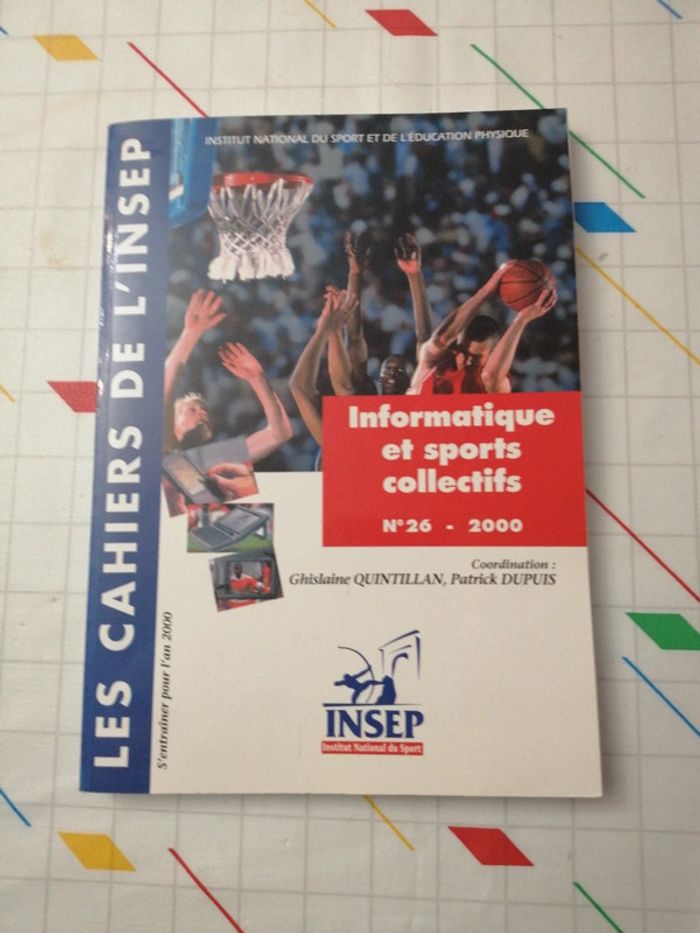 INSTITUT NATIONAL DU SPORT ET DE L'ÉDUCATION PHYSIQUE
LES CAHIERS DE L'INSEP
Informatique
et sports
collectifs
N°26 - 2000
Coordination :
Ghislaine QUINTILLAN, Patrick DUPUIS
S'entraîner pour l'an 2000
INSEP
Institut National du Sport